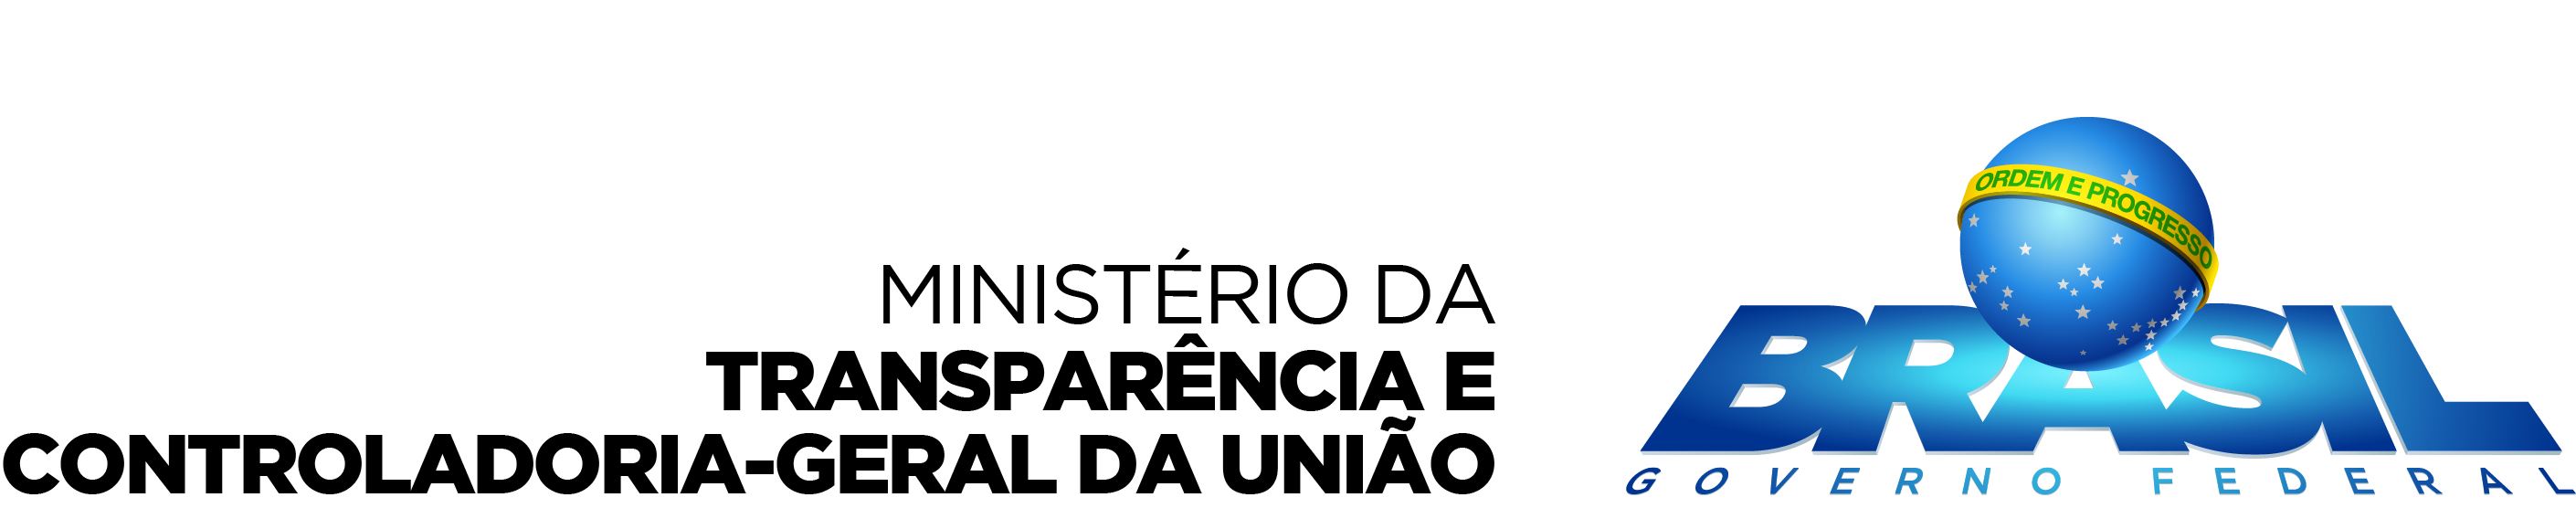 MINISTÉRIO DA
TRANSPARÊNCIA E
CONTROLADORIA-GERAL DA UNIÃO
ORDEM E PROGRESSO
BRASIL
GOVERNO FEDERAL